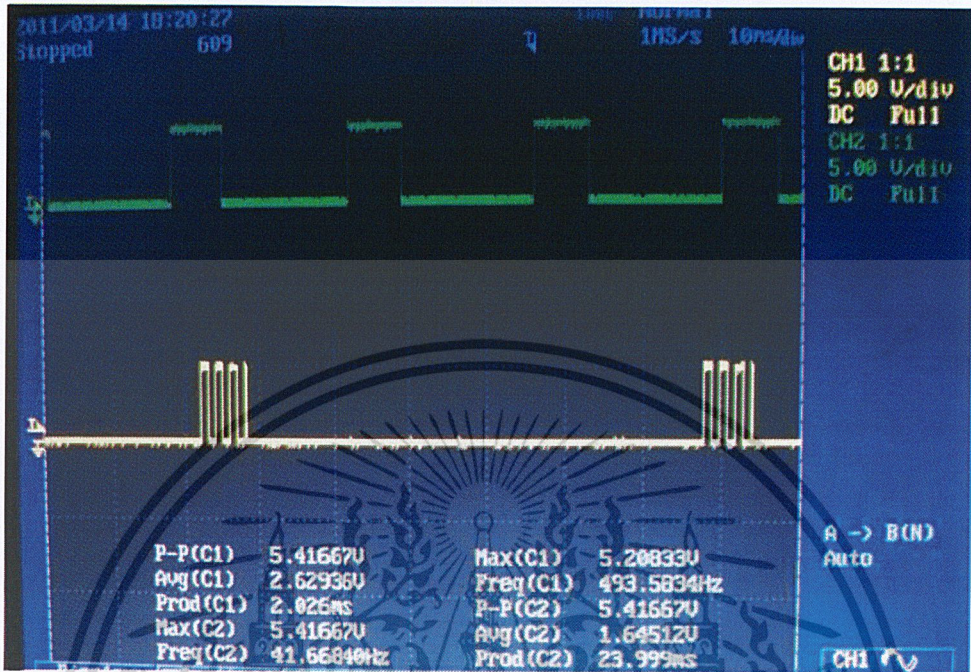 2011/03/14 18:20:27
Stopped 609
NORMAL
1MS/s 10ms/div
CH1 1:1
5.00 V/div
DC Full
CH2 1:1
5.00 V/div
DC Full
A -> B(N)
Auto
P-P(C1) 5.41667V Max(C1) 5.20833V
Avg(C1) 2.62936V Freq(C1) 493.5834Hz
Prod(C1) 2.026ms P-P(C2) 5.41667V
Max(C2) 5.41667V Avg(C2) 1.64512V
Freq(C2) 41.66840Hz Prod(C2) 23.999ms
CH1